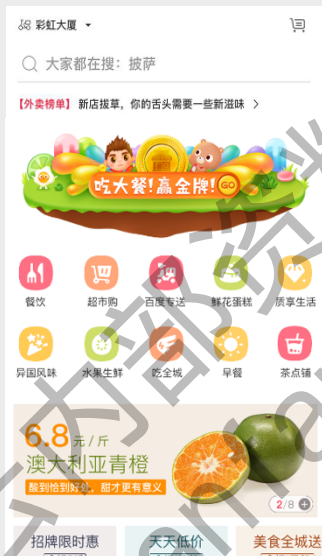 彩虹大厦
大家都在搜：披萨
【外卖榜单】 新店拔草，你的舌头需要一些新滋味
吃大餐！赢金牌！GO
餐饮 超市购 百度专送 鲜花蛋糕 质享生活
异国风味 水果生鲜 吃全城 早餐 茶点铺
6.8元/斤
澳大利亚青橙
酸到恰到好处，甜才更有意义
2/8
招牌限时惠 天天低价 美食全城送